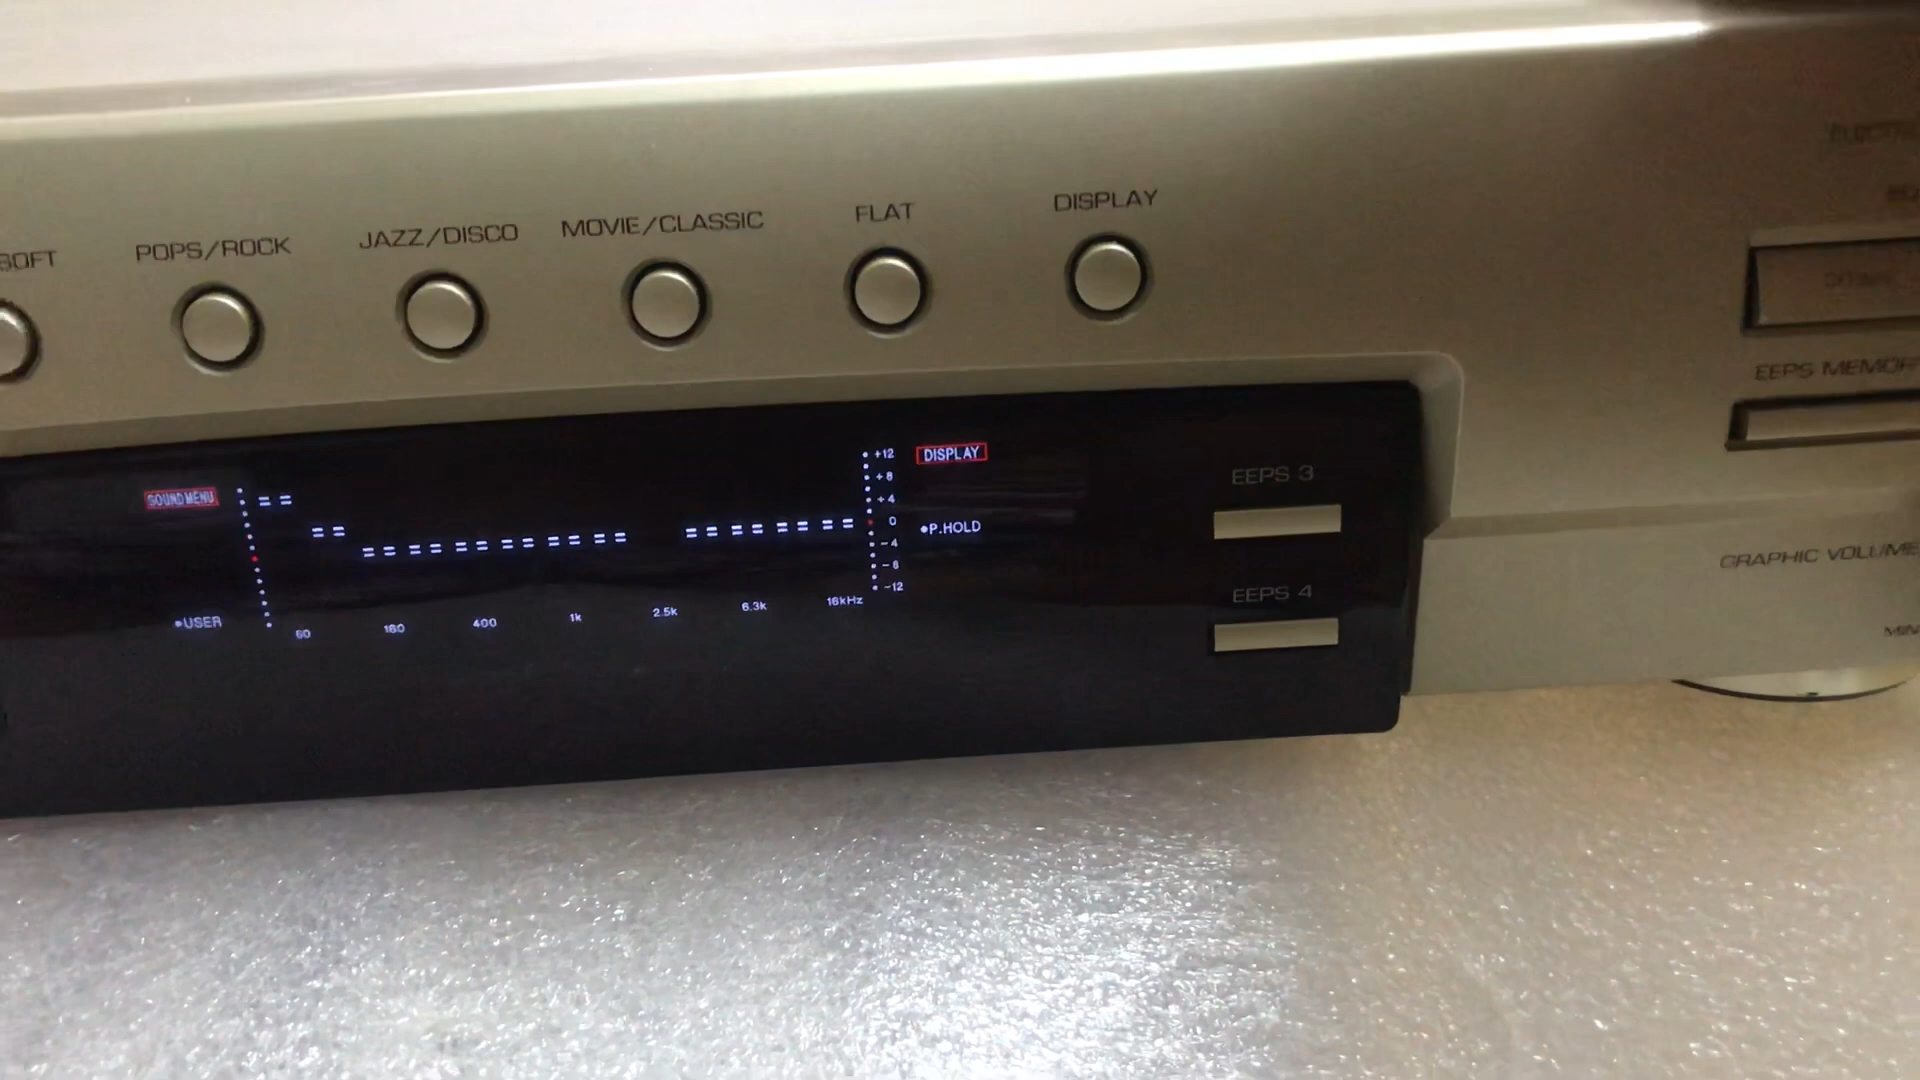 SOFT
POPS/ROCK
JAZZ/DISCO
MOVIE/CLASSIC
FLAT
DISPLAY
SOUND MENU
•USER
60
160
400
1k
2.5k
6.3k
16kHz
+12
+8
+4
0
-4
-8
-12
DISPLAY
•P.HOLD
EEPS 3
EEPS 4
EEPS MEMOR
GRAPHIC VOLUME